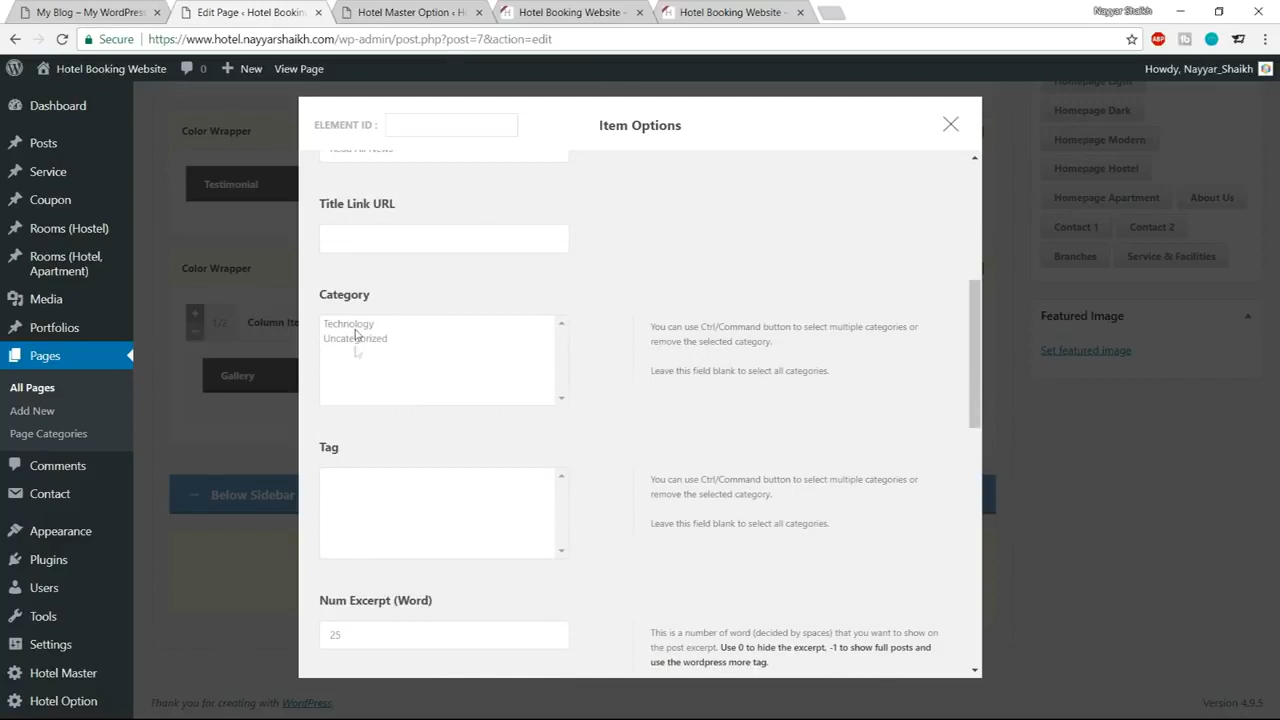 My Blog – My WordPress
Edit Page ‹ Hotel Bookin
Hotel Master Option ‹ H
Hotel Booking Website -
Hotel Booking Website -
Nayyar Shaikh
Secure
https://www.hotel.nayyarshaikh.com/wp-admin/post.php?post=7&action=edit
ABP
Hotel Booking Website
0
New
View Page
Howdy, Nayyar_Shaikh
Dashboard
Posts
Service
Coupon
Rooms (Hostel)
Rooms (Hotel,
Apartment)
Media
Portfolios
Pages
All Pages
Add New
Page Categories
Comments
Contact
Appearance
Plugins
Users
Tools
Settings
Hotel Master
Hotel Option
Color Wrapper
Testimonial
Color Wrapper
1/2
Column Ite
Gallery
Below Sidebar
Thank you for creating with WordPress.
ELEMENT ID :
Item Options
Read All News
Title Link URL
Category
Technology
Uncategorized
You can use Ctrl/Command button to select multiple categories or
remove the selected category.
Leave this field blank to select all categories.
Tag
You can use Ctrl/Command button to select multiple categories or
remove the selected category.
Leave this field blank to select all categories.
Num Excerpt (Word)
25
This is a number of word (decided by spaces) that you want to show on
the post excerpt. Use 0 to hide the excerpt, -1 to show full posts and
use the wordpress more tag.
Homepage Light
Homepage Dark
Homepage Modern
Homepage Hostel
Homepage Apartment
About Us
Contact 1
Contact 2
Branches
Service & Facilities
Featured Image
Set featured image
Version 4.9.5